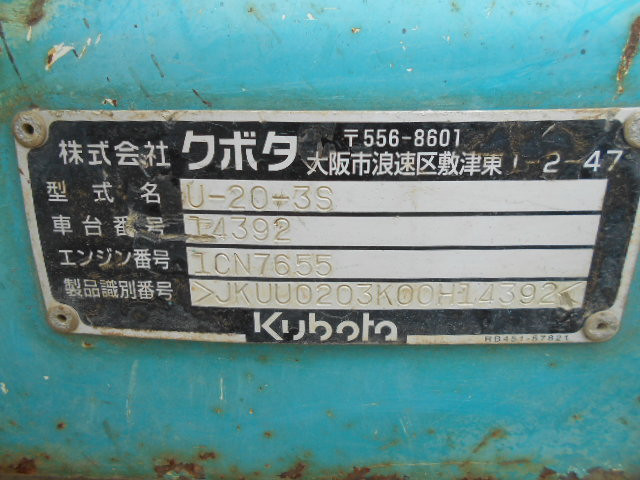 株式会社 クボタ 〒556-8601
大阪市浪速区敷津東1-2-47
型式名 U-20-3S
車台番号 14392
エンジン番号 1CN7655
製品識別番号 >JKUU0203K00H14392<
Kubota
RB451-57821